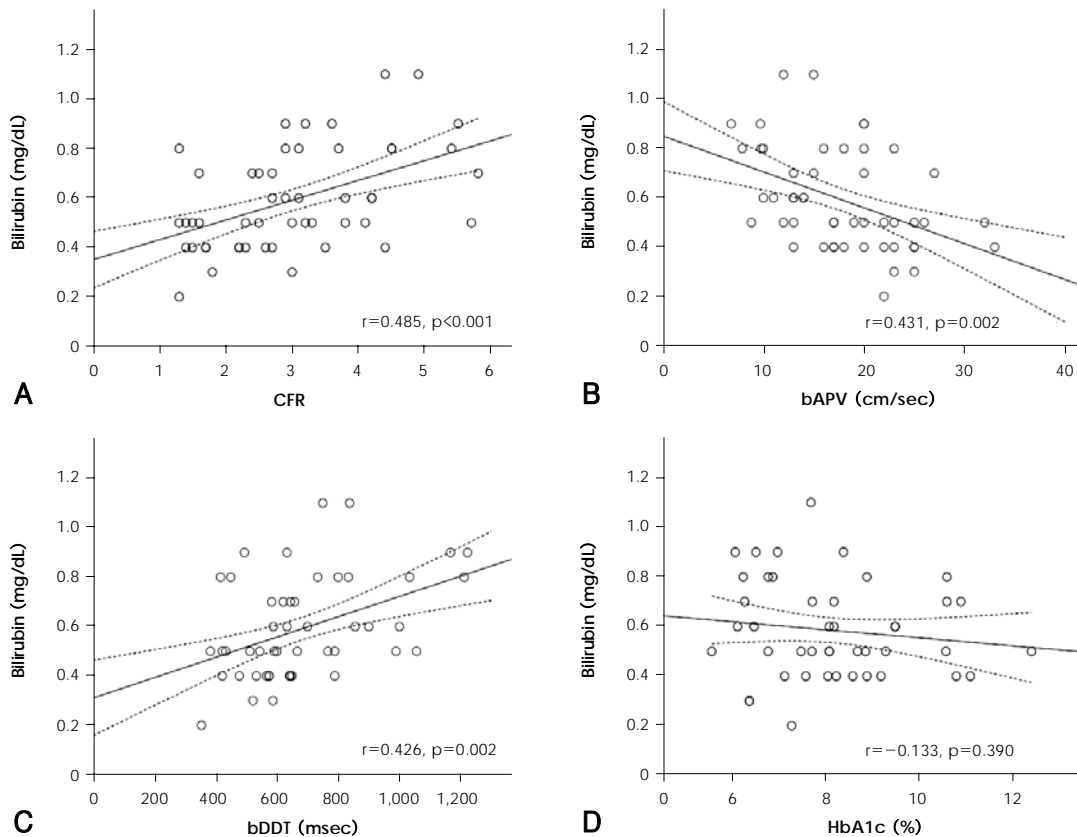 1.2
1.0
0.8
0.6
0.4
0.2
0
Bilirubin (mg/dL)
r=0.485, p<0.001
0 1 2 3 4 5 6
CFR
A
1.2
1.0
0.8
0.6
0.4
0.2
0
Bilirubin (mg/dL)
r=0.431, p=0.002
0 10 20 30 40
bAPV (cm/sec)
B
1.2
1.0
0.8
0.6
0.4
0.2
0
Bilirubin (mg/dL)
r=0.426, p=0.002
0 200 400 600 800 1,000 1,200
bDDT (msec)
C
1.2
1.0
0.8
0.6
0.4
0.2
0
Bilirubin (mg/dL)
r=−0.133, p=0.390
0 6 8 10 12
HbA1c (%)
D